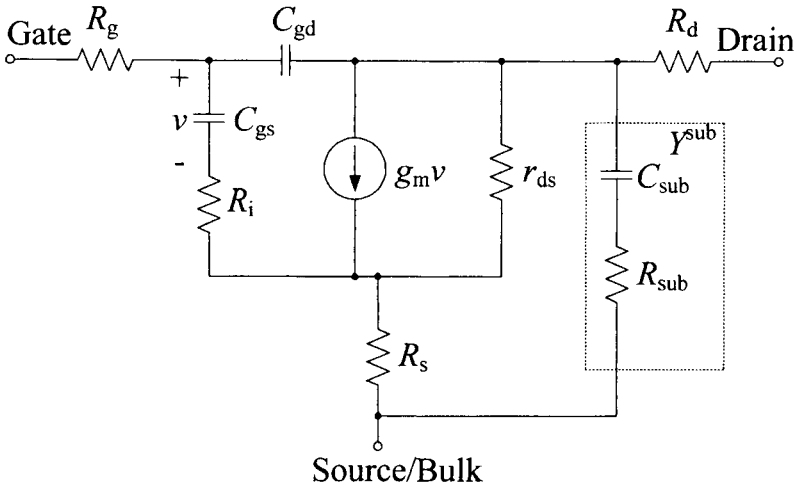 Gate R_g C_gd R_d Drain
+
v C_gs
-
R_i g_m v r_ds
Y^sub
C_sub
R_sub
R_s
Source/Bulk